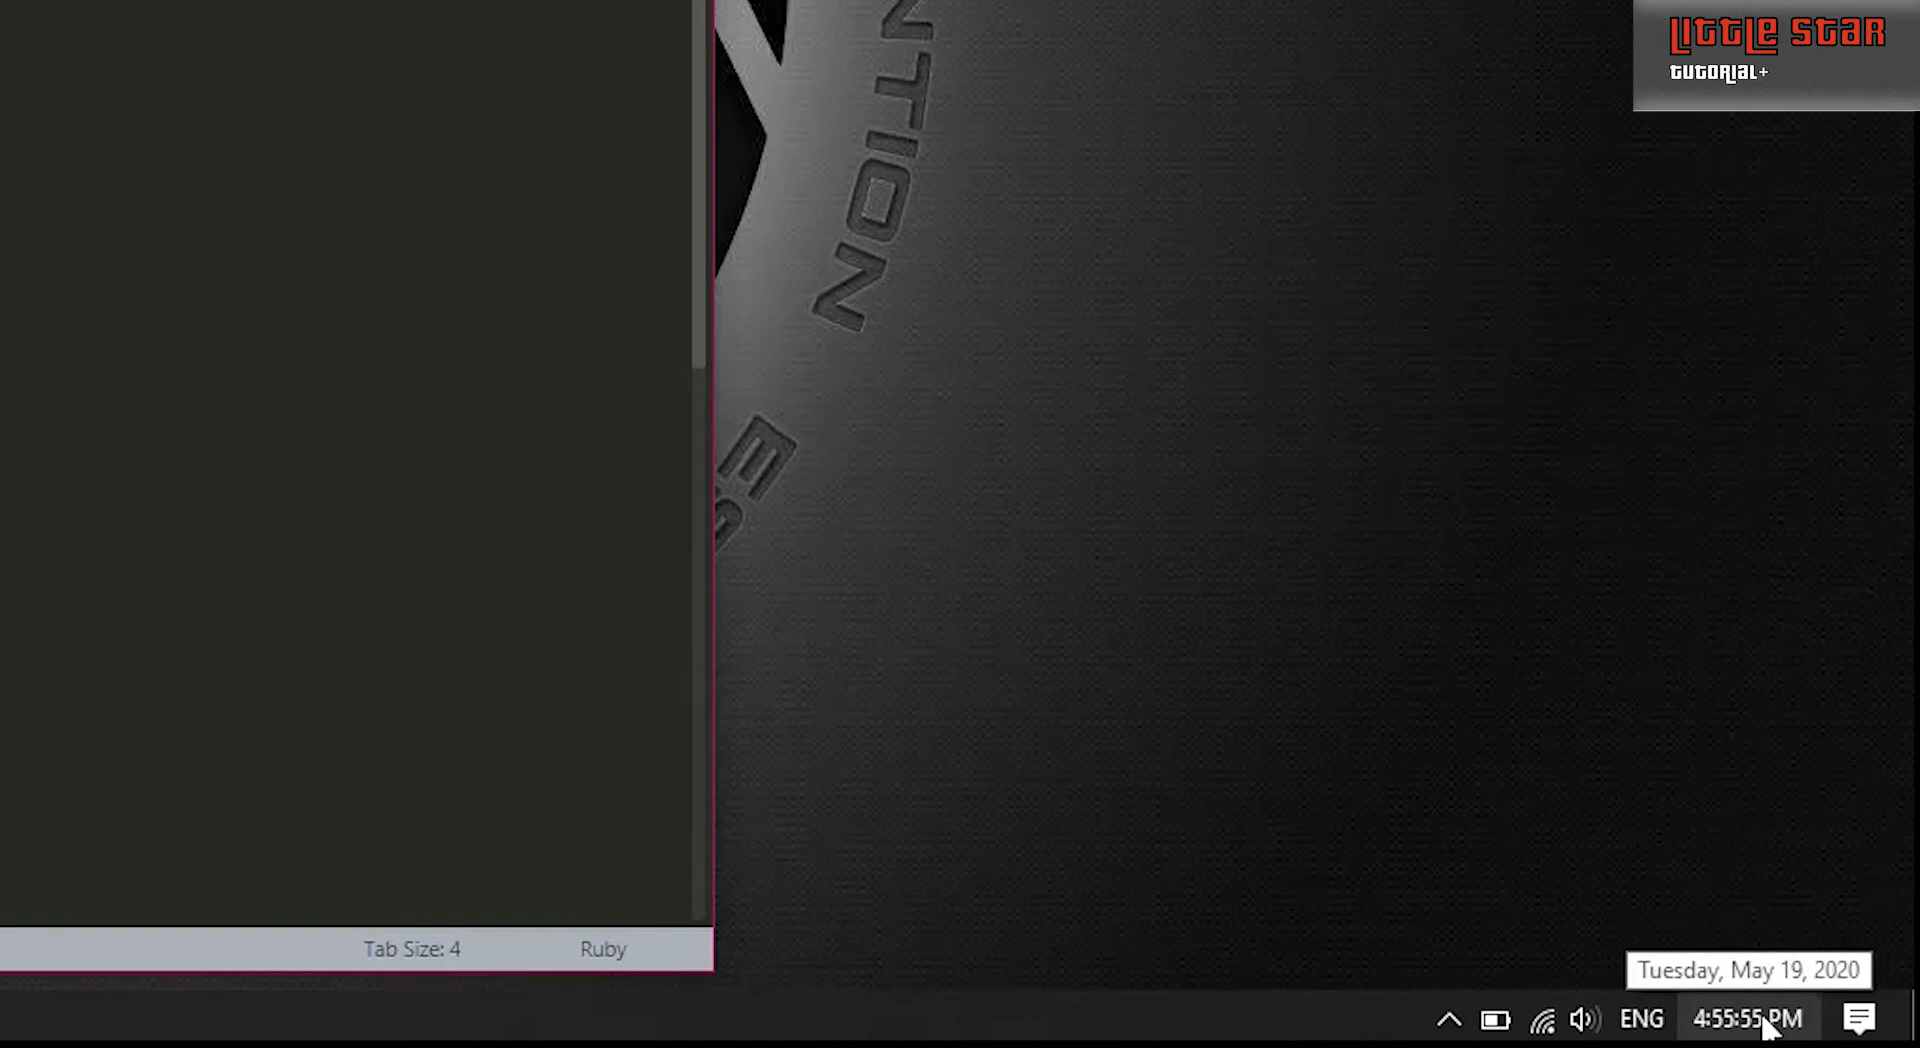 LITTLE STAR
TUTORIAL+
NTION
Tab Size: 4
Ruby
Tuesday, May 19, 2020
ENG
4:55:55 PM